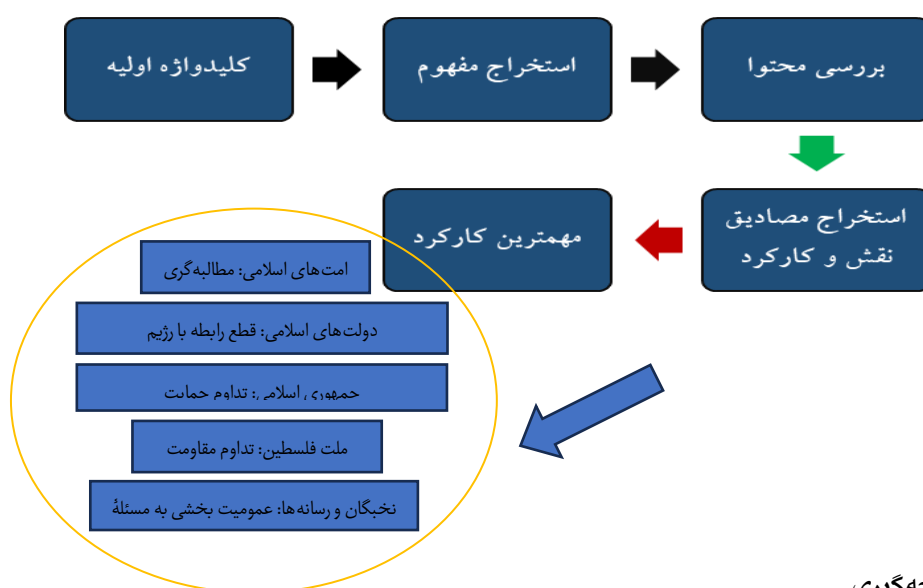 کلیدواژه اولیه
استخراج مفهوم
بررسی محتوا
استخراج مصادیق
نقش و کارکرد
مهمترین کارکرد
امت‌های اسلامی: مطالبه‌گری
دولت‌های اسلامی: قطع رابطه با رژیم
جمهوری اسلامی: تداوم حمایت
ملت فلسطین: تداوم مقاومت
نخبگان و رسانه‌ها: عمومیت بخشی به مسئلهٔ